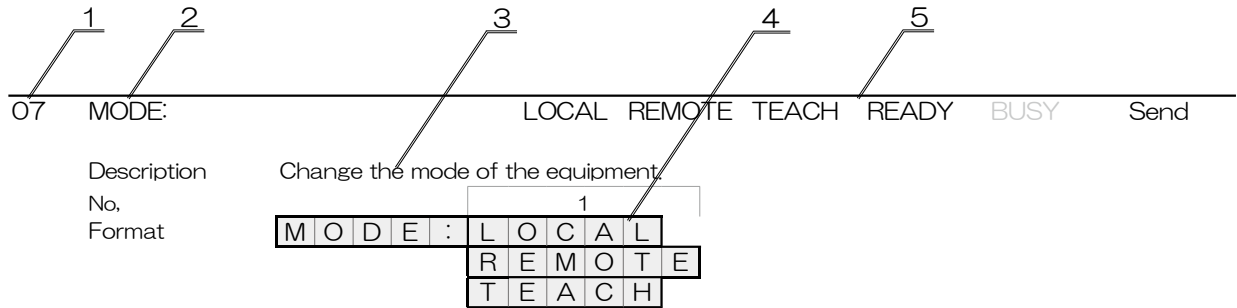 1 2 3 4 5
07 MODE: LOCAL REMOTE TEACH READY BUSY Send
Description Change the mode of the equipment.
No, 1
Format MODE:LOCAL
REMOTE
TEACH